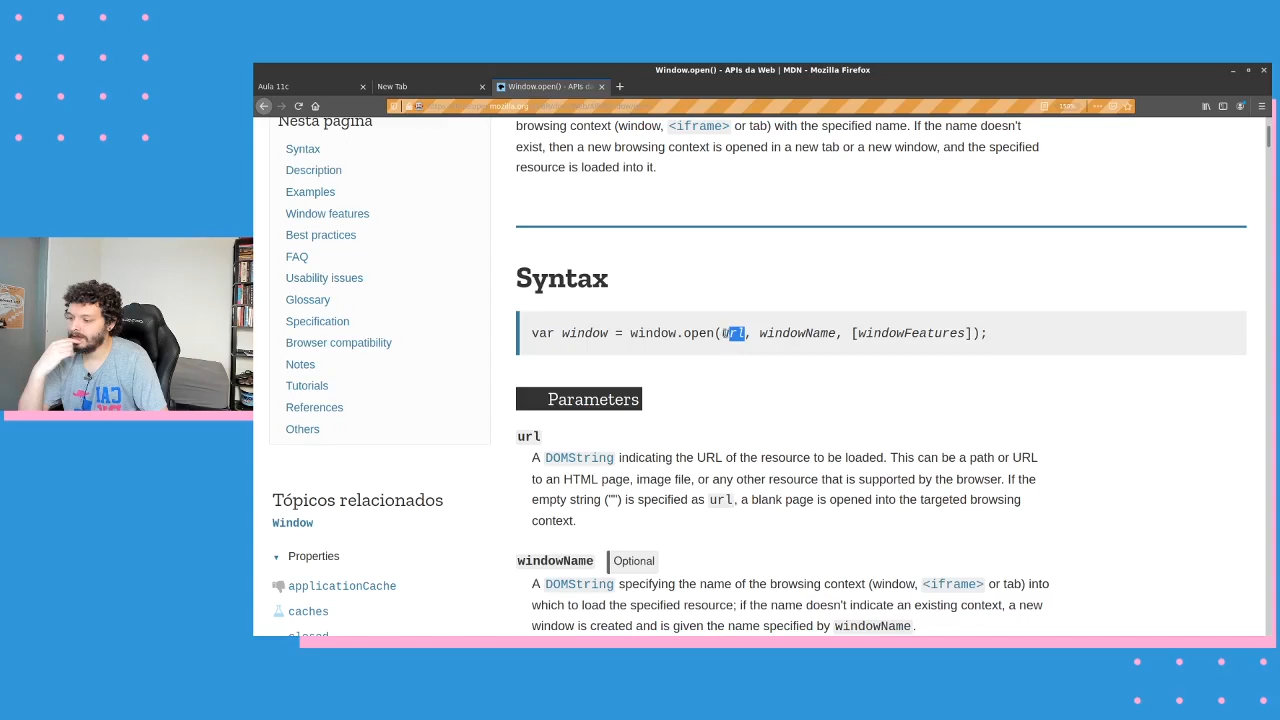 Window.open() - APIs da Web | MDN - Mozilla Firefox
Aula 11c
New Tab
Window.open() - APIs da
mozilla.org
150%
Nesta página
Syntax
Description
Examples
Window features
Best practices
FAQ
Usability issues
Glossary
Specification
Browser compatibility
Notes
Tutorials
References
Others
Tópicos relacionados
Window
Properties
applicationCache
caches
closed
browsing context (window, <iframe> or tab) with the specified name. If the name doesn't
exist, then a new browsing context is opened in a new tab or a new window, and the specified
resource is loaded into it.
Syntax
var window = window.open(url, windowName, [windowFeatures]);
Parameters
url
A DOMString indicating the URL of the resource to be loaded. This can be a path or URL
to an HTML page, image file, or any other resource that is supported by the browser. If the
empty string ("") is specified as url, a blank page is opened into the targeted browsing
context.
windowName Optional
A DOMString specifying the name of the browsing context (window, <iframe> or tab) into
which to load the specified resource; if the name doesn't indicate an existing context, a new
window is created and is given the name specified by windowName.